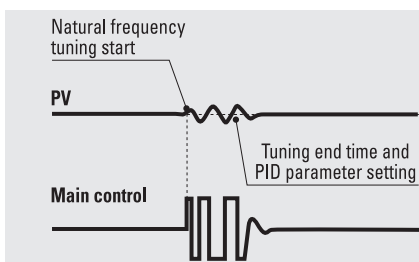 Natural frequency
tuning start
PV
Tuning end time and
PID parameter setting
Main control